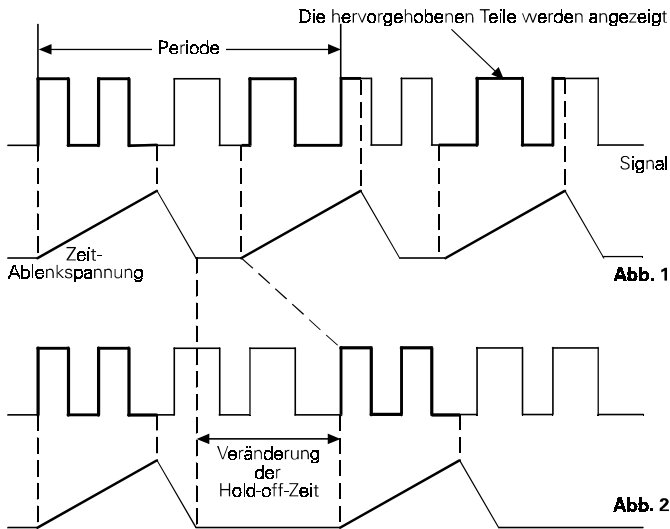 Die hervorgehobenen Teile werden angezeigt
Periode
Signal
Zeit-
Ablenkspannung
Abb. 1
Veränderung
der
Hold-off-Zeit
Abb. 2